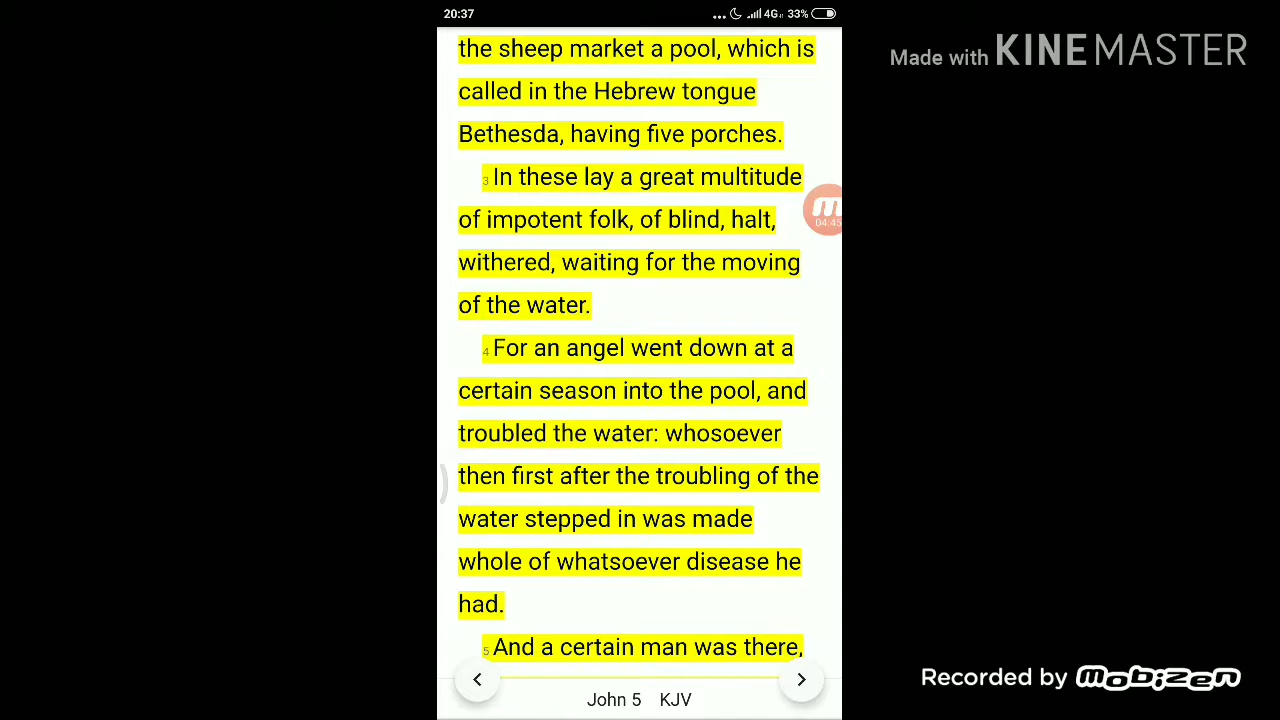 20:37
4G 33%
Made with KINEMASTER
the sheep market a pool, which is
called in the Hebrew tongue
Bethesda, having five porches.
3 In these lay a great multitude
of impotent folk, of blind, halt,
withered, waiting for the moving
of the water.
04:45
4 For an angel went down at a
certain season into the pool, and
troubled the water: whosoever
then first after the troubling of the
water stepped in was made
whole of whatsoever disease he
had.
5 And a certain man was there,
John 5 KJV
Recorded by mobizen